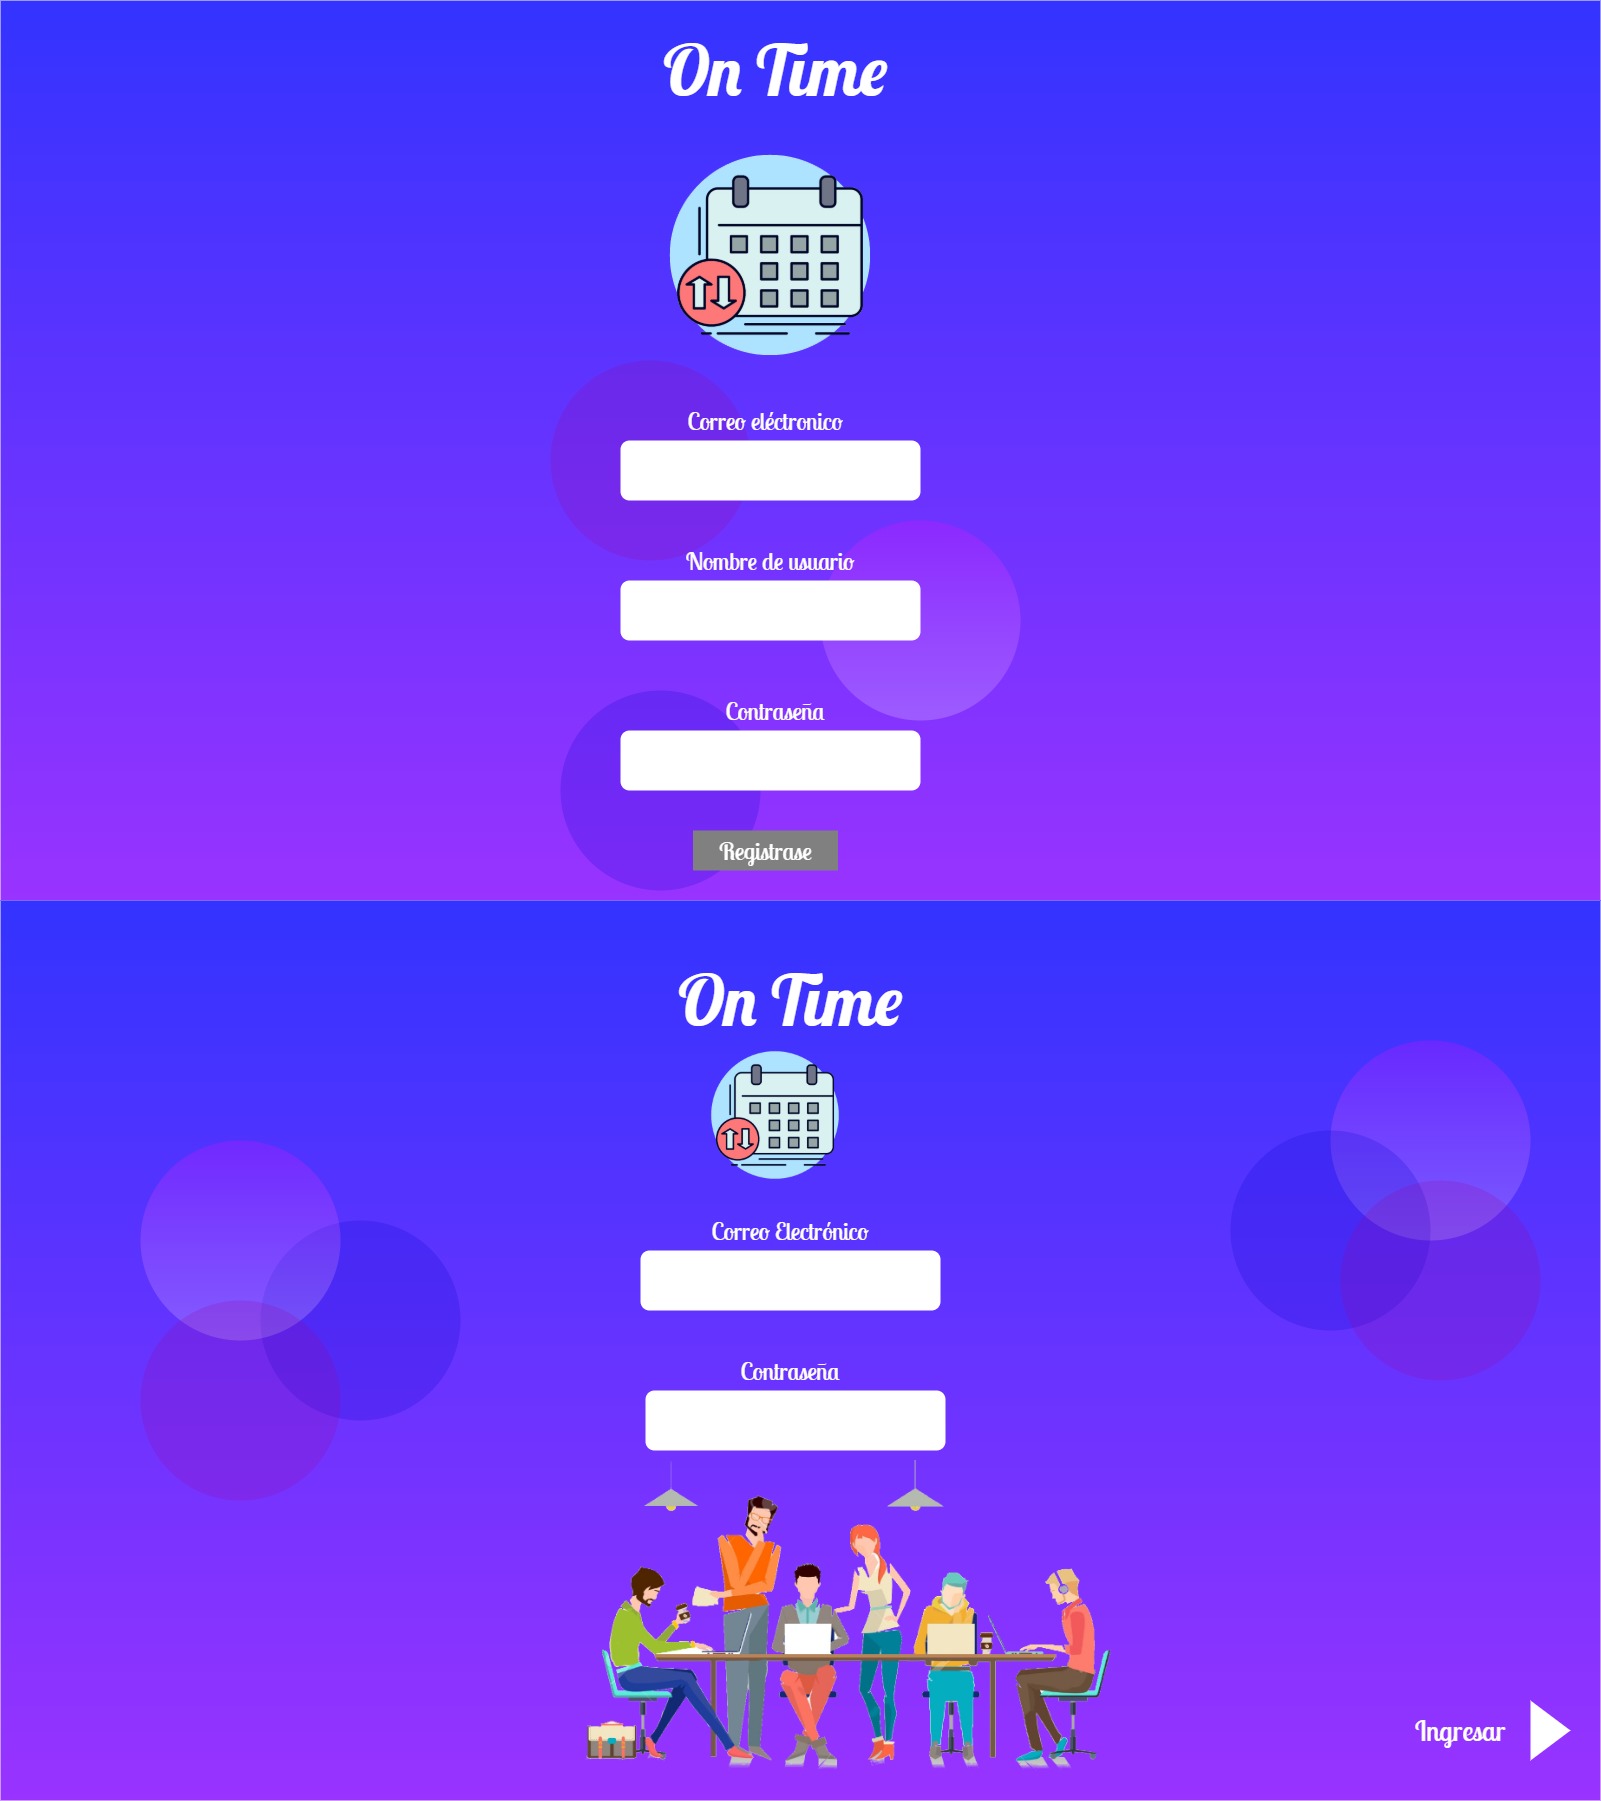 On Time
Correo eléctronico
Nombre de usuario
Contraseña
Registrase
On Time
Correo Electrónico
Contraseña
Ingresar